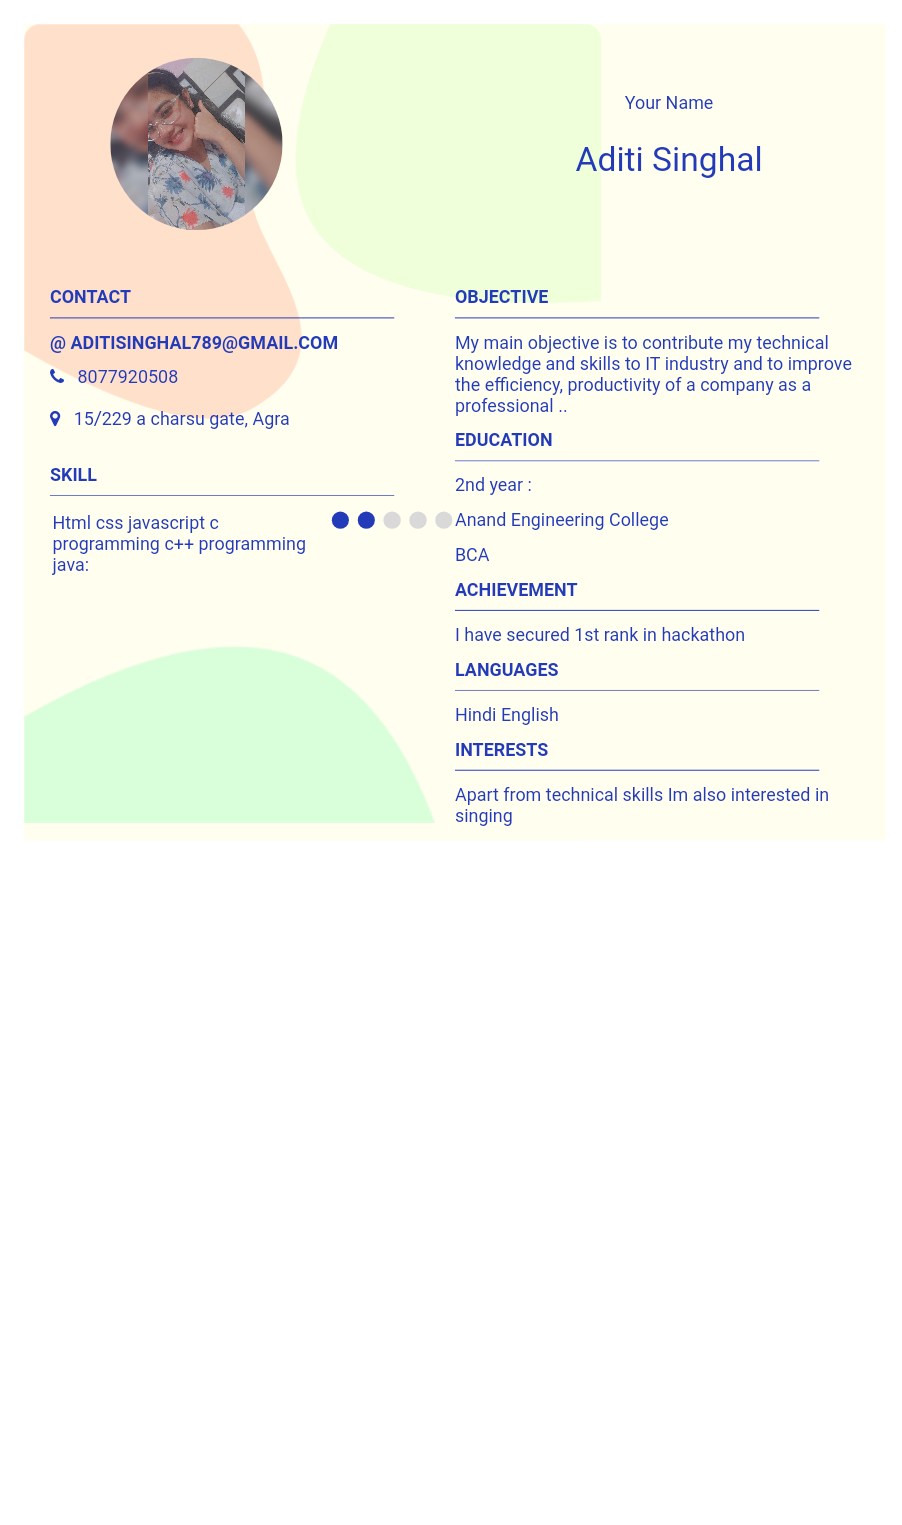 Your Name
Aditi Singhal
CONTACT
@ ADITISINGHAL789@GMAIL.COM
8077920508
15/229 a charsu gate, Agra
SKILL
Html css javascript c
programming c++ programming
java:
OBJECTIVE
My main objective is to contribute my technical
knowledge and skills to IT industry and to improve
the efficiency, productivity of a company as a
professional ..
EDUCATION
2nd year :
Anand Engineering College
BCA
ACHIEVEMENT
I have secured 1st rank in hackathon
LANGUAGES
Hindi English
INTERESTS
Apart from technical skills Im also interested in
singing